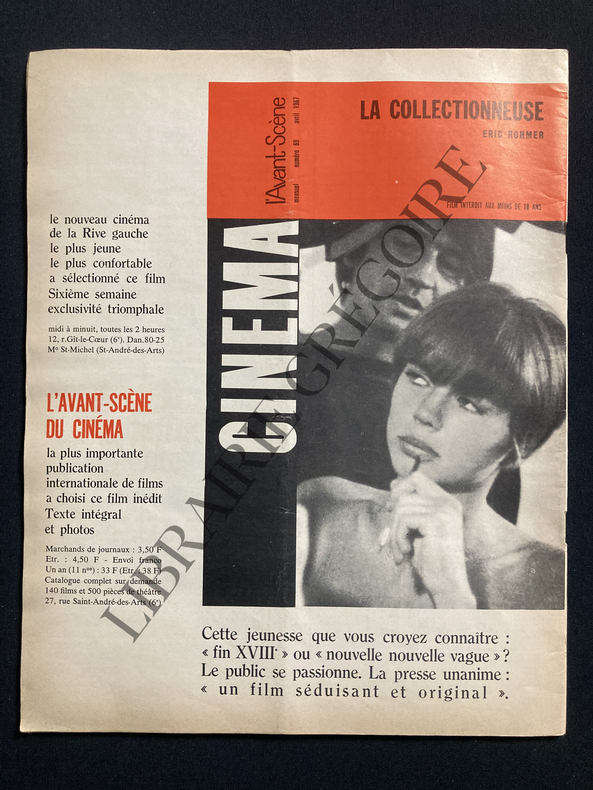 LA COLLECTIONNEUSE
ERIC ROHMER
l'Avant-Scène
mensuel numéro 69 avril 1967
FILM INTERDIT AUX MOINS DE 18 ANS
CINEMA
le nouveau cinéma
de la Rive gauche
le plus jeune
le plus confortable
a sélectionné ce film
Sixième semaine
exclusivité triomphale
midi à minuit, toutes les 2 heures
12, r.Gît-le-Cœur (6e). Dan.80-25
Mo St-Michel (St-André-des-Arts)
L'AVANT-SCÈNE
DU CINÉMA
la plus importante
publication
internationale de films
a choisi ce film inédit
Texte intégral
et photos
Marchands de journaux : 3,50 F
Etr. : 4,50 F - Envoi franco
Un an (11 nos) : 33 F (Etr. : 38 F)
Catalogue complet sur demande
140 films et 500 pièces de théâtre
27, rue Saint-André-des-Arts (6e)
Cette jeunesse que vous croyez connaitre :
« fin XVIIIe » ou « nouvelle nouvelle vague » ?
Le public se passionne. La presse unanime :
« un film séduisant et original ».
LIBRAIRIE GRÉGOIRE